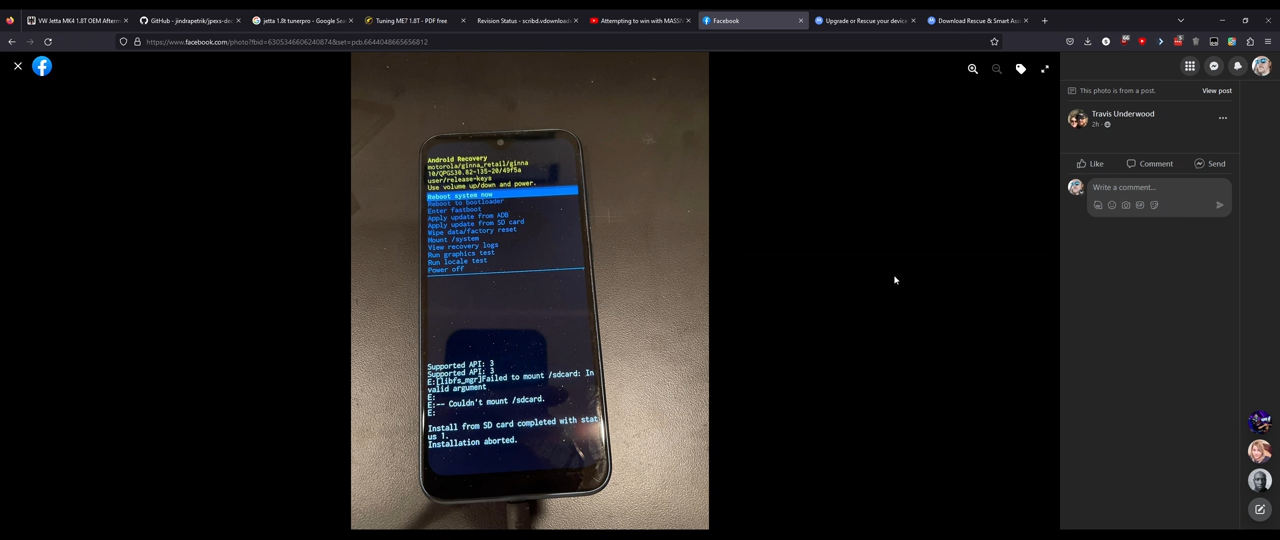 VW Jetta MK4 1.8T OEM Afterm
GitHub - jindrapetrik/jpexs-dec
jetta 1.8t tunerpro - Google Sea
Tuning ME7 1.8T - PDF free
Revision Status - scribd.vdownloade
Attempting to win with MASSI
Facebook
Upgrade or Rescue your device
Download Rescue & Smart Ass
https://www.facebook.com/photo?fbid=6305346606240874&set=pcb.6644048665656812
66
5
This photo is from a post.
View post
Travis Underwood
2h
Like
Comment
Send
Write a comment…
GIF
Android Recovery
motorola/ginna_retail/ginna
10/QPGS30.82-135-20/49f5a
user/release-keys
Use volume up/down and power.
Reboot system now
Reboot to bootloader
Enter fastboot
Apply update from ADB
Apply update from SD card
Wipe data/factory reset
Mount /system
View recovery logs
Run graphics test
Run locale test
Power off
Supported API: 3
Supported API: 3
E:[libfs_mgr]Failed to mount /sdcard: In
valid argument
E:
E:-- Couldn't mount /sdcard.
E:
Install from SD card completed with stat
us 1.
Installation aborted.